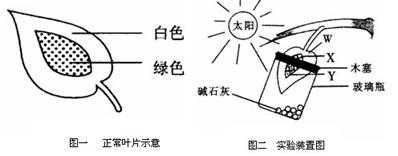 白色
绿色
太阳
W
X
木塞
Y
玻璃瓶
碱石灰
图一 正常叶片示意
图二 实验装置图